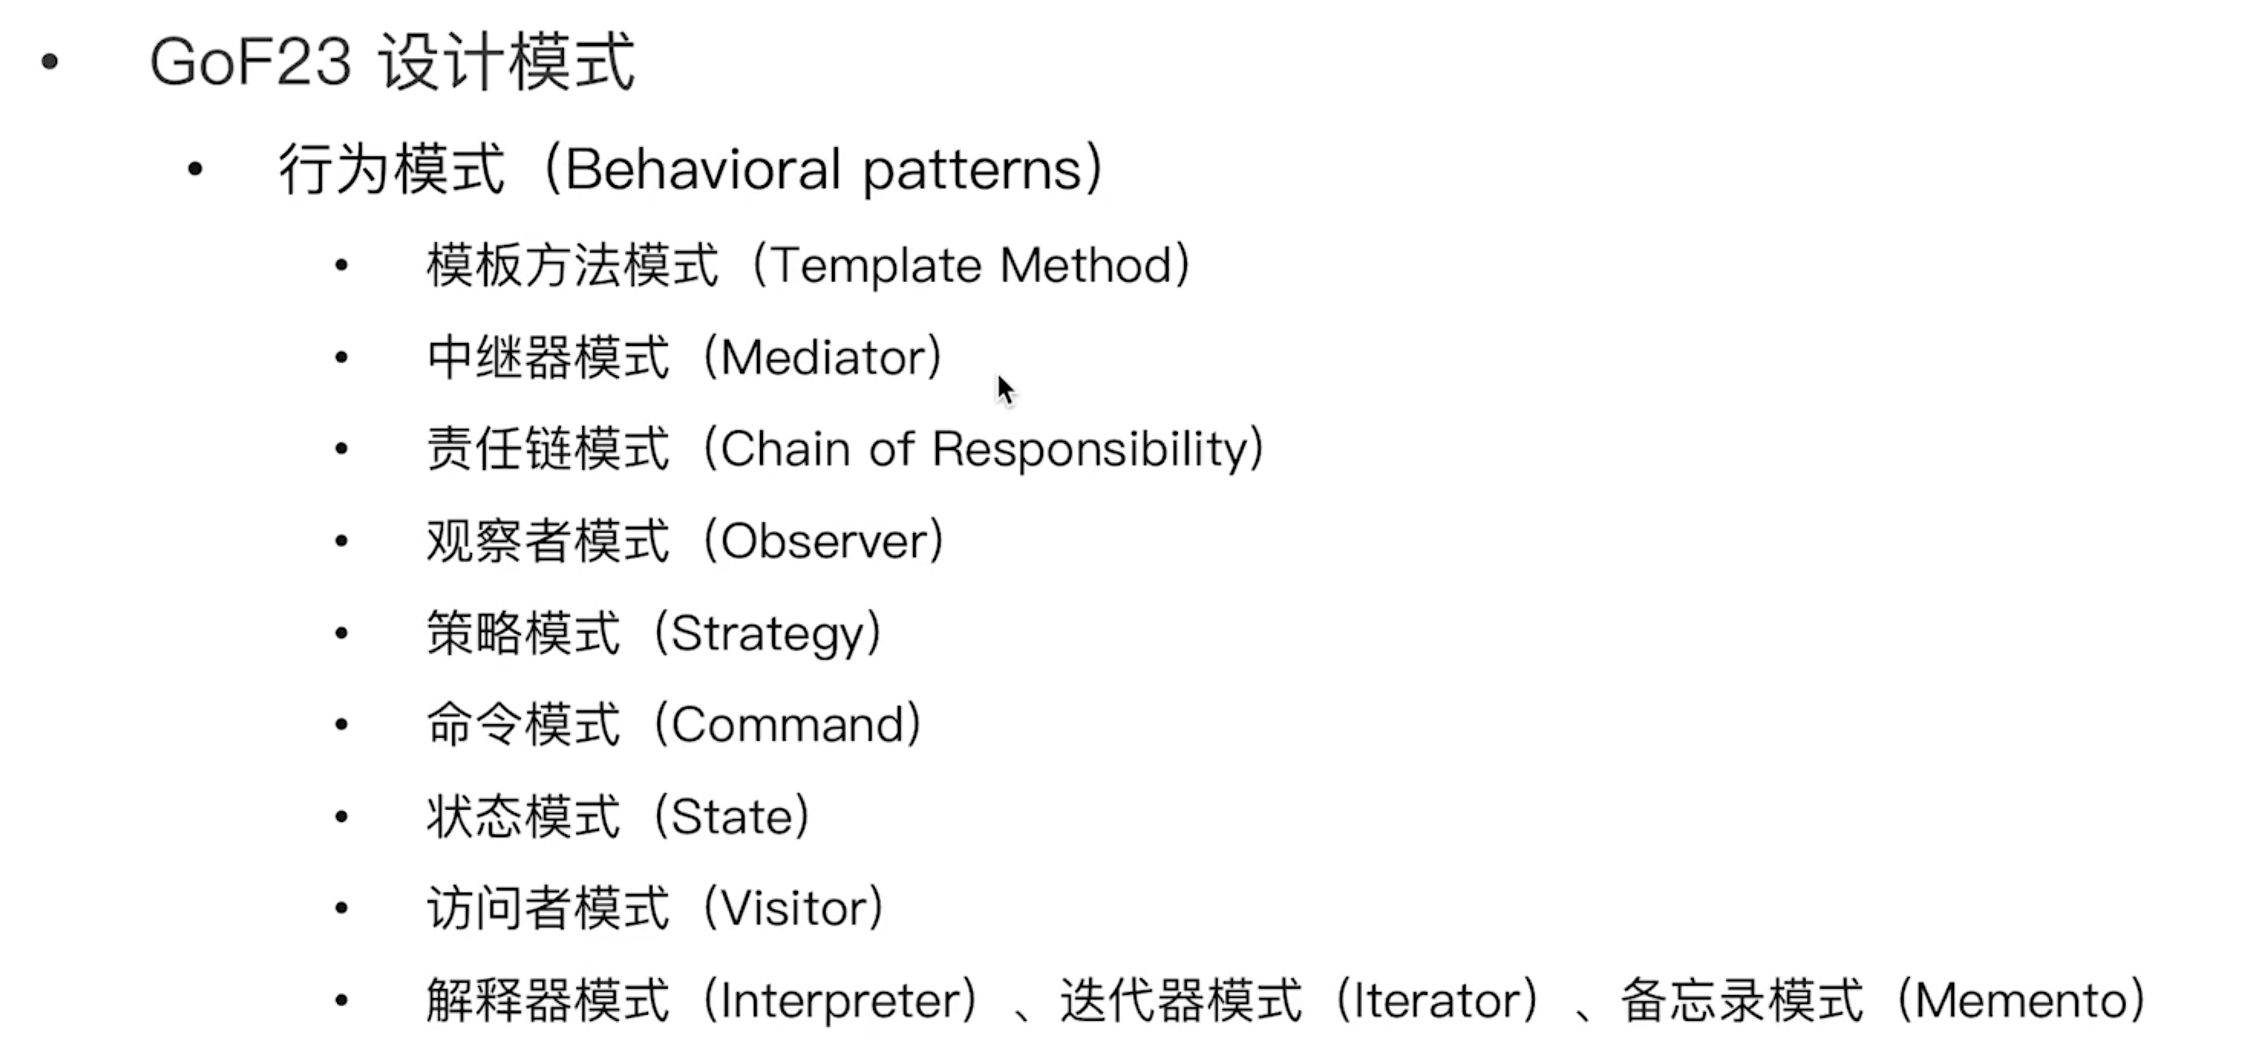 • GoF23 设计模式
• 行为模式（Behavioral patterns）
• 模板方法模式（Template Method）
• 中继器模式（Mediator）
• 责任链模式（Chain of Responsibility）
• 观察者模式（Observer）
• 策略模式（Strategy）
• 命令模式（Command）
• 状态模式（State）
• 访问者模式（Visitor）
• 解释器模式（Interpreter）、迭代器模式（Iterator）、备忘录模式（Memento）